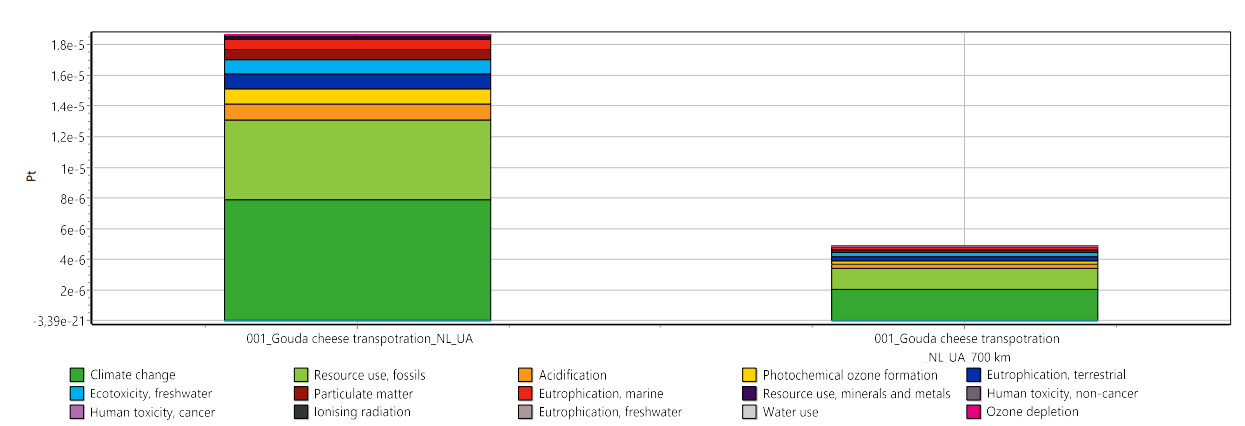 1,8e-5
1,6e-5
1,4e-5
1,2e-5
1e-5
8e-6
6e-6
4e-6
2e-6
-3,39e-21
Pt
001_Gouda cheese transpotration_NL_UA
001_Gouda cheese transpotration
NL_UA_700 km
Climate change
Resource use, fossils
Acidification
Photochemical ozone formation
Eutrophication, terrestrial
Ecotoxicity, freshwater
Particulate matter
Eutrophication, marine
Resource use, minerals and metals
Human toxicity, non-cancer
Human toxicity, cancer
Ionising radiation
Eutrophication, freshwater
Water use
Ozone depletion